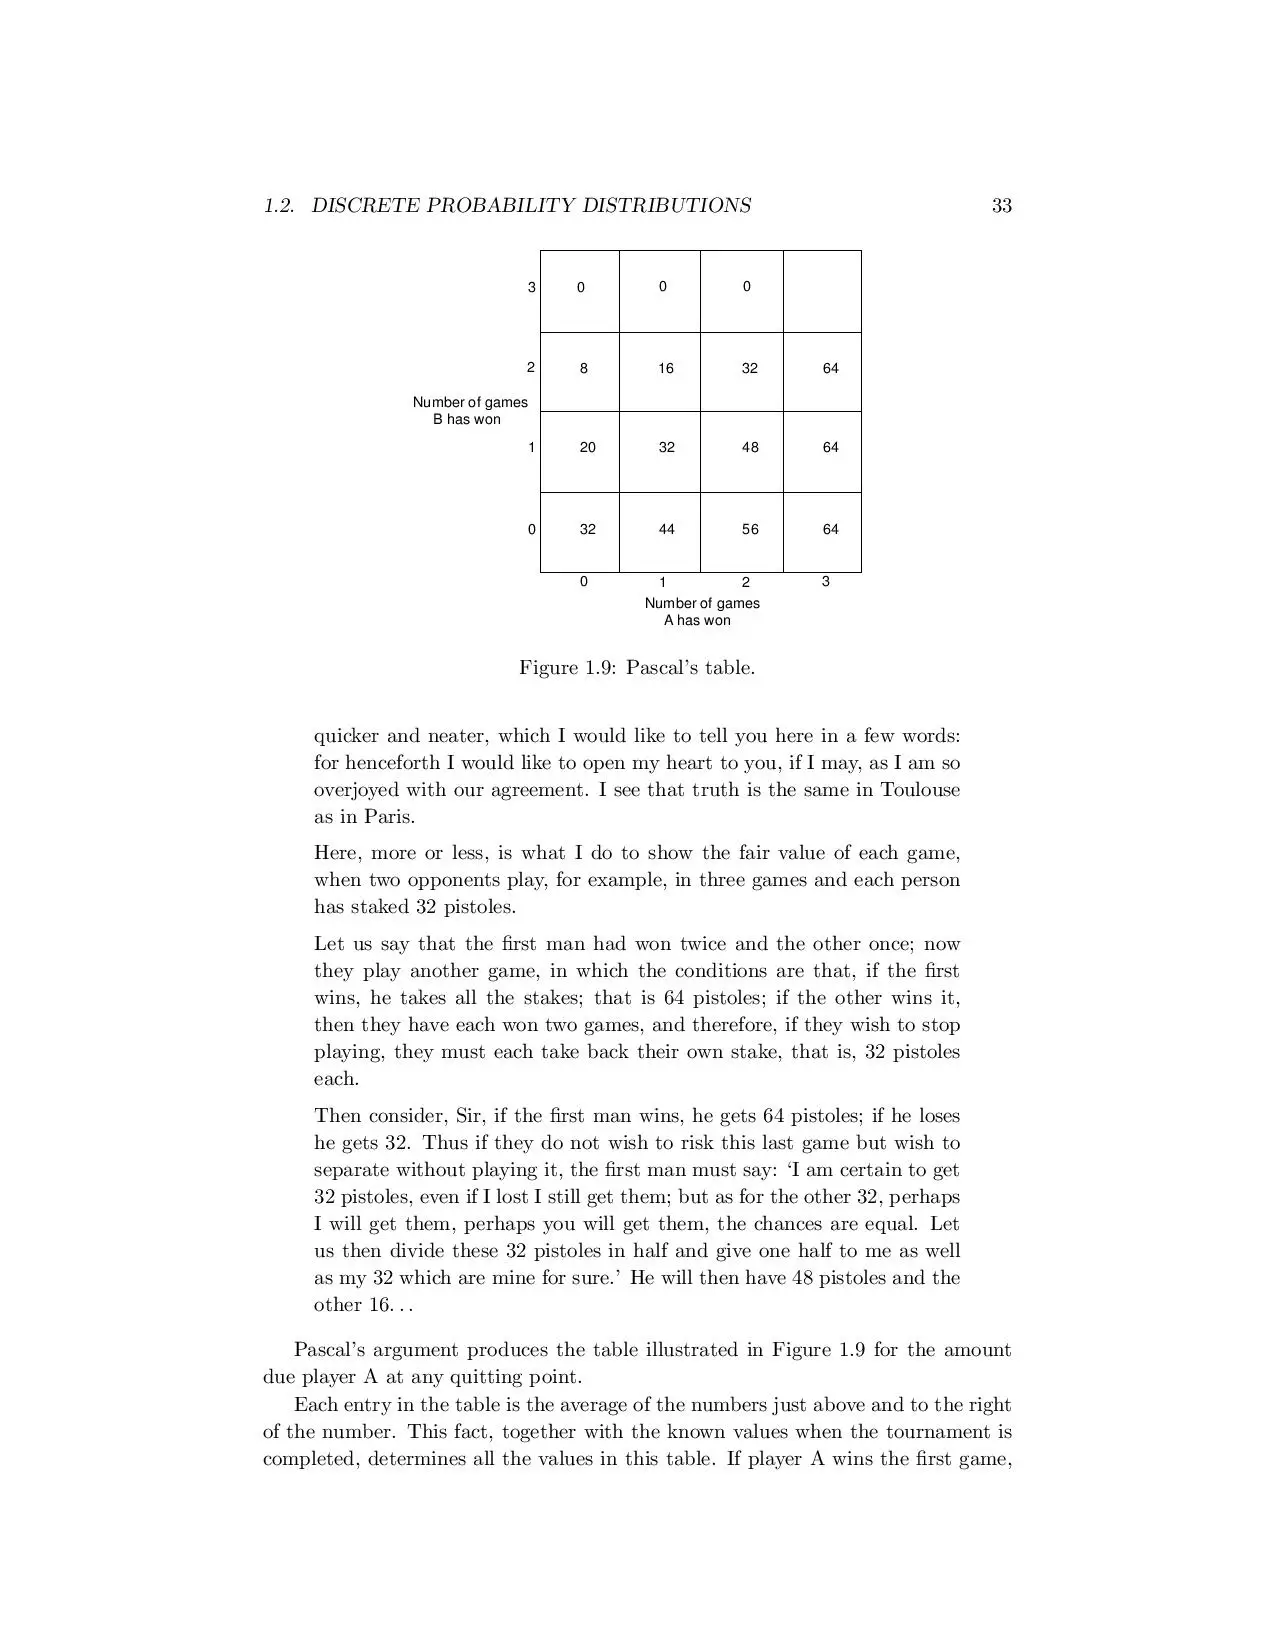 1.2. DISCRETE PROBABILITY DISTRIBUTIONS 33
3 0 0 0
2 8 16 32 64
Number of games
B has won
1 20 32 48 64
0 32 44 56 64
0 1 2 3
Number of games
A has won
Figure 1.9: Pascal's table.
quicker and neater, which I would like to tell you here in a few words:
for henceforth I would like to open my heart to you, if I may, as I am so
overjoyed with our agreement. I see that truth is the same in Toulouse
as in Paris.
Here, more or less, is what I do to show the fair value of each game,
when two opponents play, for example, in three games and each person
has staked 32 pistoles.
Let us say that the first man had won twice and the other once; now
they play another game, in which the conditions are that, if the first
wins, he takes all the stakes; that is 64 pistoles; if the other wins it,
then they have each won two games, and therefore, if they wish to stop
playing, they must each take back their own stake, that is, 32 pistoles
each.
Then consider, Sir, if the first man wins, he gets 64 pistoles; if he loses
he gets 32. Thus if they do not wish to risk this last game but wish to
separate without playing it, the first man must say: ‘I am certain to get
32 pistoles, even if I lost I still get them; but as for the other 32, perhaps
I will get them, perhaps you will get them, the chances are equal. Let
us then divide these 32 pistoles in half and give one half to me as well
as my 32 which are mine for sure.’ He will then have 48 pistoles and the
other 16. . .
Pascal's argument produces the table illustrated in Figure 1.9 for the amount
due player A at any quitting point.
Each entry in the table is the average of the numbers just above and to the right
of the number. This fact, together with the known values when the tournament is
completed, determines all the values in this table. If player A wins the first game,